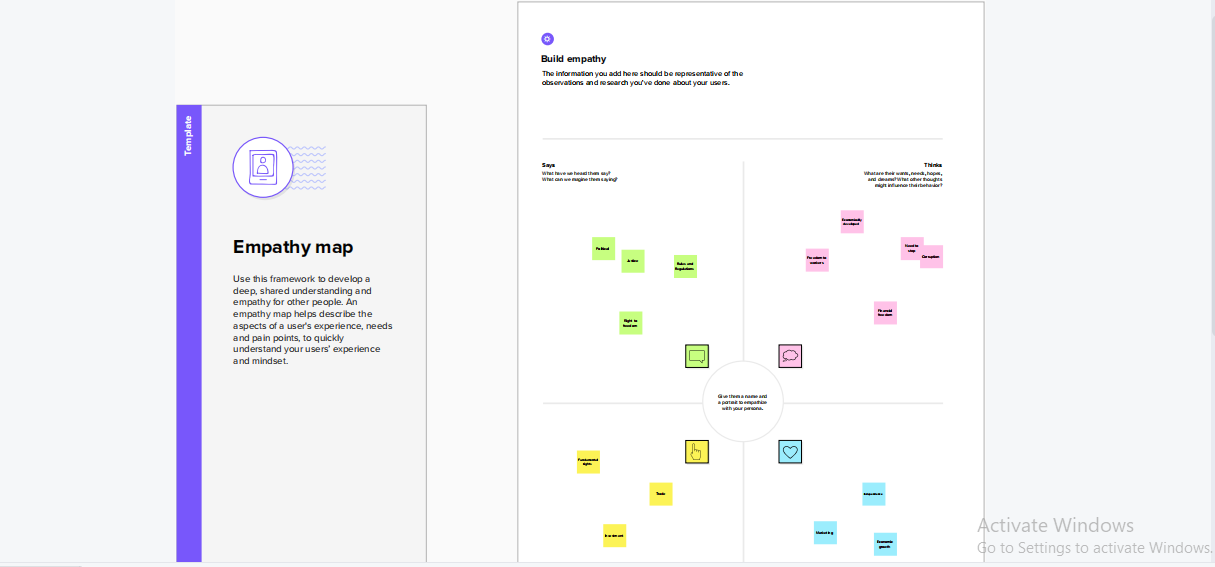 Template
Empathy map
Use this framework to develop a
deep, shared understanding and
empathy for other people. An
empathy map helps describe the
aspects of a user's experience, needs
and pain points, to quickly
understand your users' experience
and mindset.
Build empathy
The information you add here should be representative of the
observations and research you've done about your users.
Says
What have we heard them say?
What can we imagine them saying?
Thinks
What are their wants, needs, hopes,
and dreams? What other thoughts
might influence their behavior?
Political
Active
Rules and
Regulations
Right to
freedom
Economically
developed
Freedom to
workers
Need to
stop
Corruption
Financial
freedom
Give them a name and
a portrait to empathize
with your persona.
Fundamental
rights
Trade
Investment
Marketing
Economic
growth
Activate Windows
Go to Settings to activate Windows.